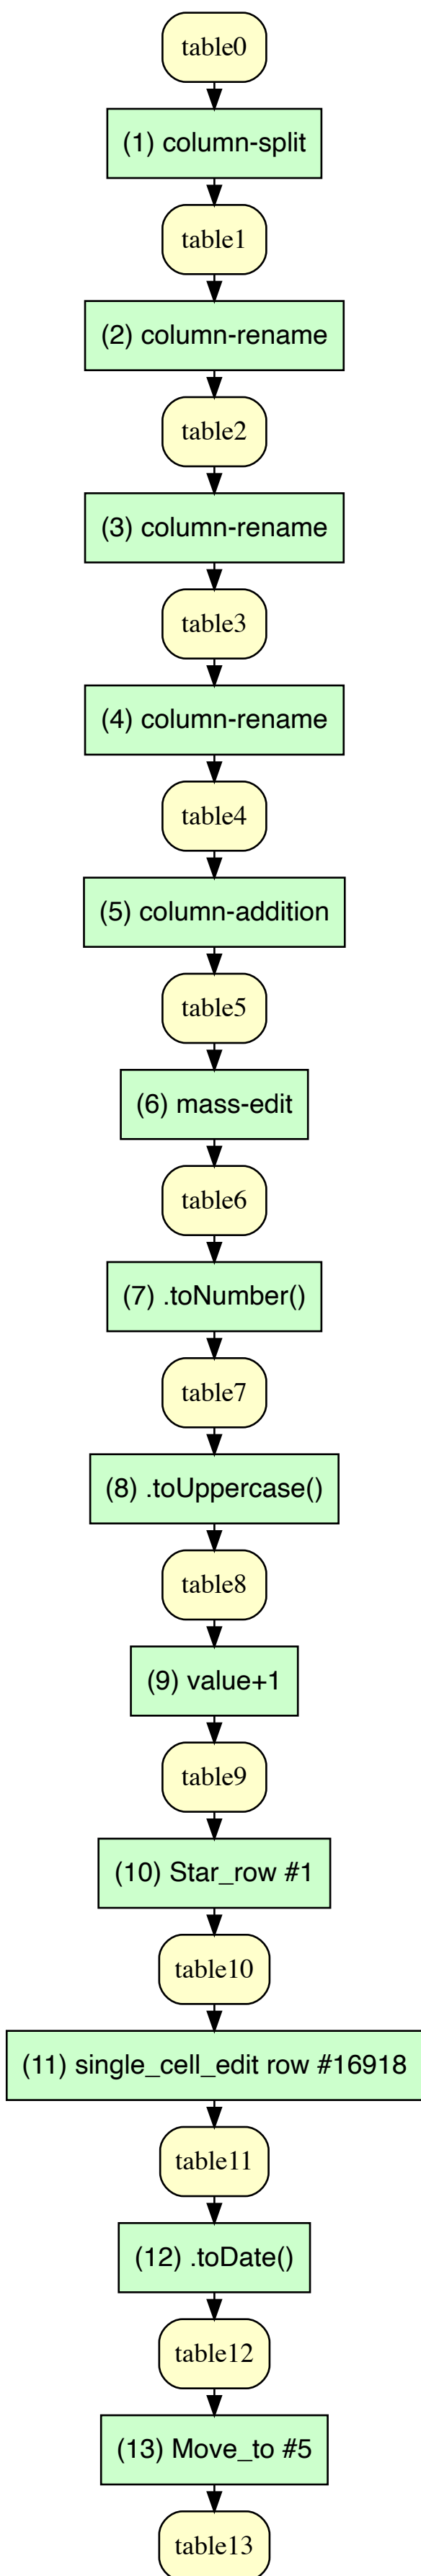 table0
(1) column-split
table1
(2) column-rename
table2
(3) column-rename
table3
(4) column-rename
table4
(5) column-addition
table5
(6) mass-edit
table6
(7) .toNumber()
table7
(8) .toUppercase()
table8
(9) value+1
table9
(10) Star_row #1
table10
(11) single_cell_edit row #16918
table11
(12) .toDate()
table12
(13) Move_to #5
table13